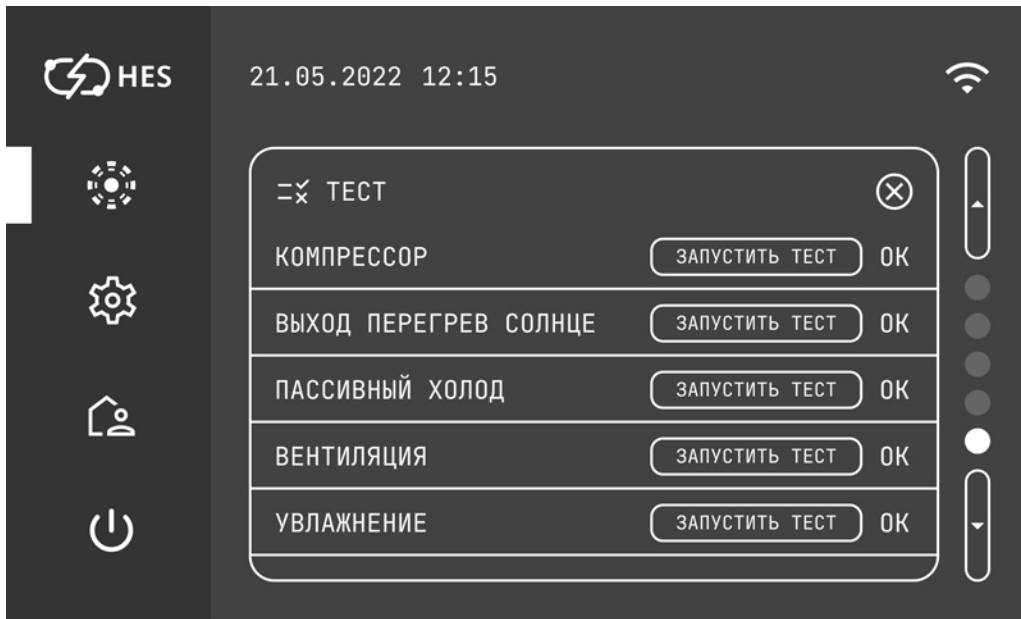 HES
21.05.2022 12:15
ТЕСТ
КОМПРЕССОР ЗАПУСТИТЬ ТЕСТ OK
ВЫХОД ПЕРЕГРЕВ СОЛНЦЕ ЗАПУСТИТЬ ТЕСТ OK
ПАССИВНЫЙ ХОЛОД ЗАПУСТИТЬ ТЕСТ OK
ВЕНТИЛЯЦИЯ ЗАПУСТИТЬ ТЕСТ OK
УВЛАЖНЕНИЕ ЗАПУСТИТЬ ТЕСТ OK